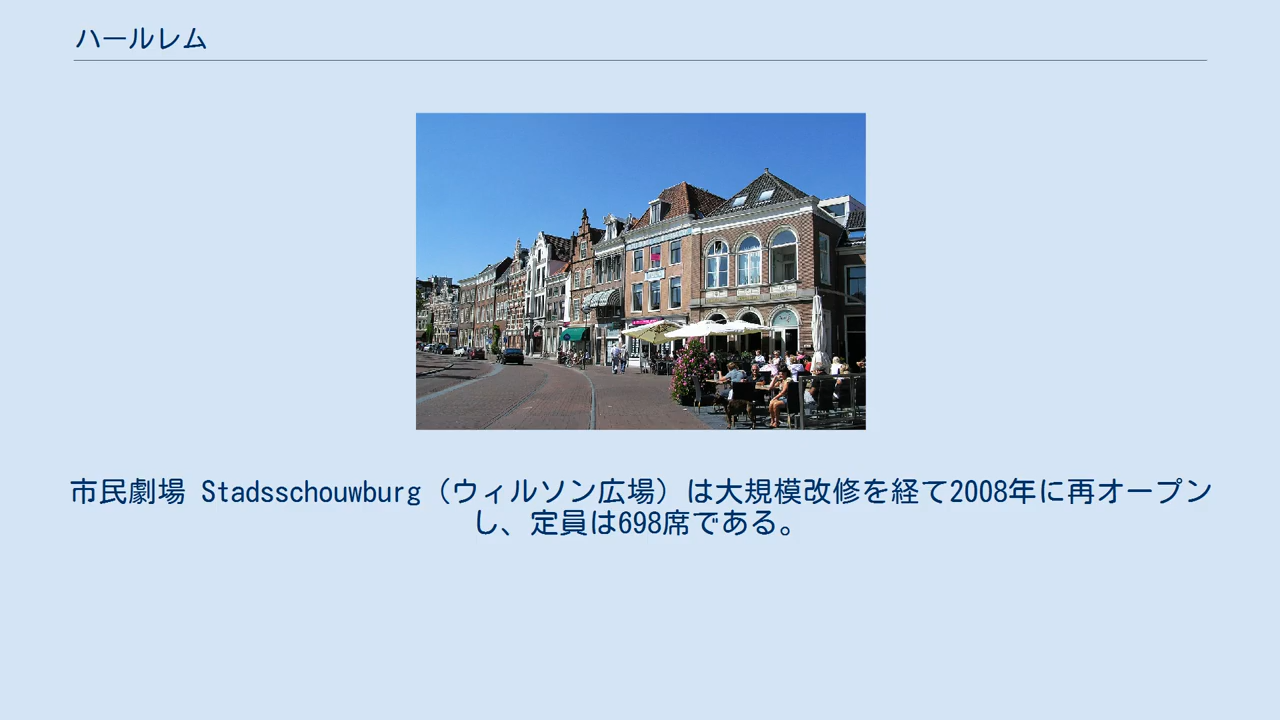 ハールレム
市民劇場 Stadsschouwburg（ウィルソン広場）は大規模改修を経て2008年に再オープン
し、定員は698席である。